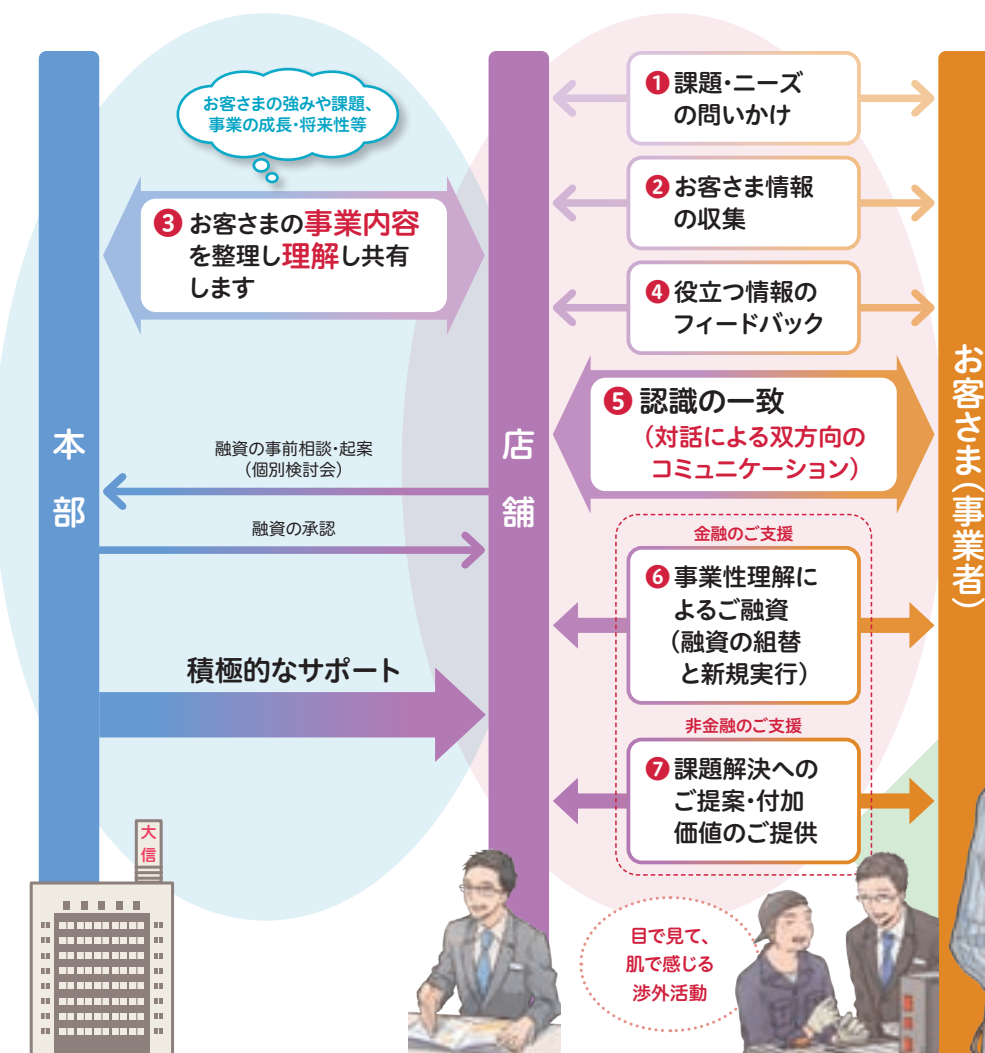 お客さまの強みや課題、
事業の成長・将来性等
❸ お客さまの事業内容
を整理し理解し共有
します
本部
融資の事前相談・起案
（個別検討会）
融資の承認
積極的なサポート
大
信
店舗
❶ 課題・ニーズ
の問いかけ
❷ お客さま情報
の収集
❹ 役立つ情報の
フィードバック
❺ 認識の一致
（対話による双方向の
コミュニケーション）
金融のご支援
❻ 事業性理解に
よるご融資
（融資の組替
と新規実行）
非金融のご支援
❼ 課題解決への
ご提案・付加
価値のご提供
目で見て、
肌で感じる
渉外活動
お客さま（事業者）